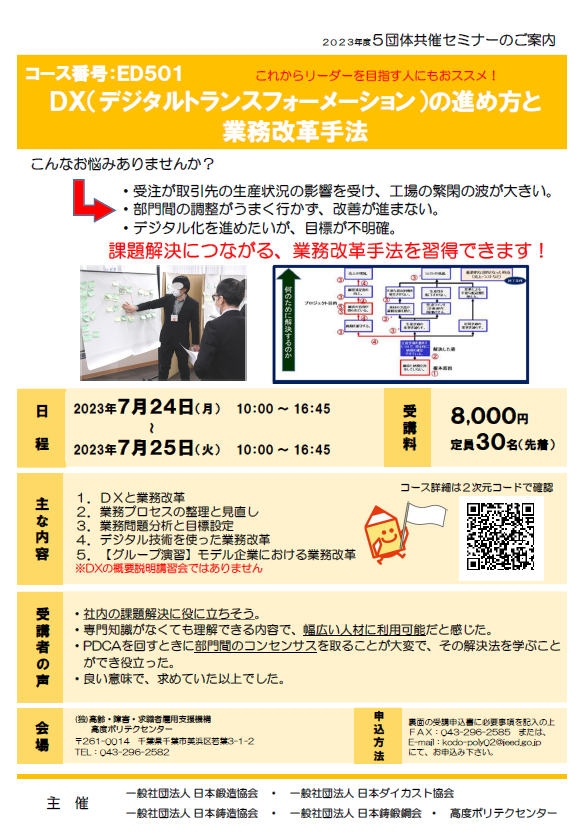 2023年度5団体共催セミナーのご案内
コース番号：ED501
これからリーダーを目指す人にもおススメ！
DX（デジタルトランスフォーメーション）の進め方と
業務改革手法
こんなお悩みありませんか？
・受注が取引先の生産状況の影響を受け、工場の繁閑の波が大きい。
・部門間の調整がうまく行かず、改善が進まない。
・デジタル化を進めたいが、目標が不明確。
課題解決につながる、業務改革手法を習得できます！
何のために解決するのか
プロジェクト目的
解決した姿
根本原因
日程
2023年7月24日（月） 10:00～16:45
～
2023年7月25日（火） 10:00～16:45
受講料
8,000円
定員30名（先着）
主な内容
1．DXと業務改革
2．業務プロセスの整理と見直し
3．業務問題分析と目標設定
4．デジタル技術を使った業務改革
5．【グループ演習】モデル企業における業務改革
※DXの概要説明講習会ではありません
コース詳細は2次元コードで確認
受講者の声
・社内の課題解決に役に立ちそう。
・専門知識がなくても理解できる内容で、幅広い人材に利用可能だと感じた。
・PDCAを回すときに部門間のコンセンサスを取ることが大変で、その解決法を学ぶこと
ができ役立った。
・良い意味で、求めていた以上でした。
会場
(独)高齢・障害・求職者雇用支援機構
高度ポリテクセンター
〒261-0014 千葉県千葉市美浜区若葉3-1-2
TEL：043-296-2582
申込方法
裏面の受講申込書に必要事項を記入の上
FAX：043-296-2585 または、
E-mail：kodo-poly02@jeed.go.jp
にて、お申込み下さい。
主 催
一般社団法人 日本鍛造協会 ・ 一般社団法人 日本ダイカスト協会
一般社団法人 日本鋳造協会 ・ 一般社団法人 日本鋳鍛鋼会 ・ 高度ポリテクセンター